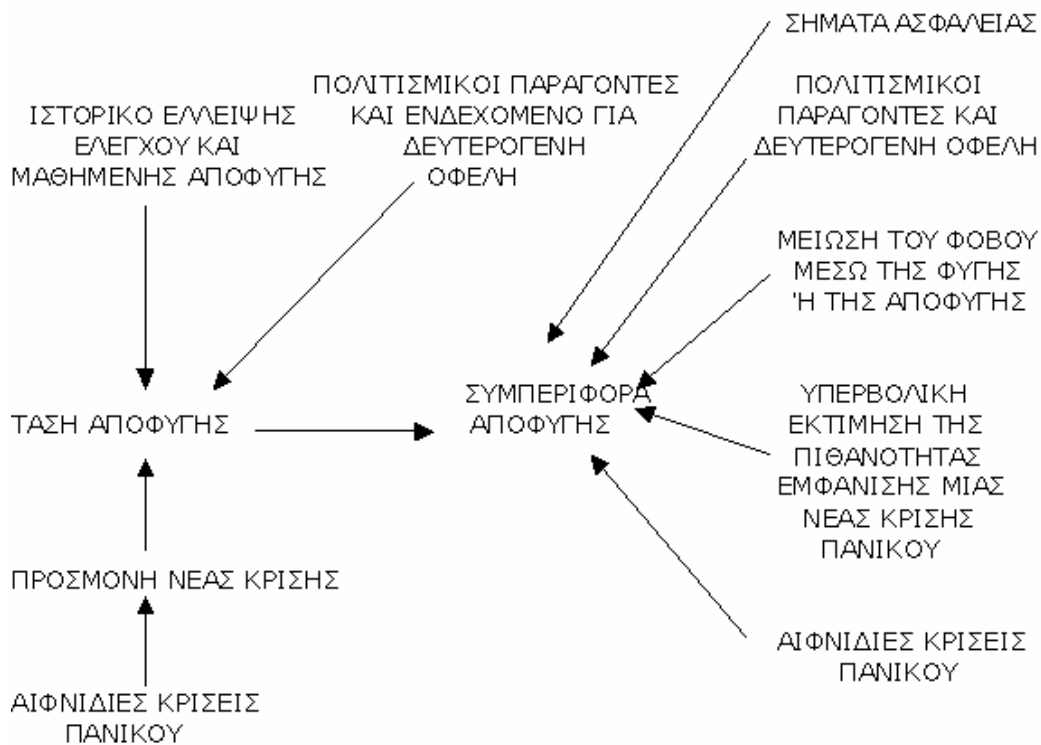 ΣΗΜΑΤΑ ΑΣΦΑΛΕΙΑΣ
ΙΣΤΟΡΙΚΟ ΕΛΛΕΙΨΗΣ
ΕΛΕΓΧΟΥ ΚΑΙ
ΜΑΘΗΜΕΝΗΣ ΑΠΟΦΥΓΗΣ
ΠΟΛΙΤΙΣΜΙΚΟΙ ΠΑΡΑΓΟΝΤΕΣ
ΚΑΙ ΕΝΔΕΧΟΜΕΝΟ ΓΙΑ
ΔΕΥΤΕΡΟΓΕΝΗ
ΟΦΕΛΗ
ΠΟΛΙΤΙΣΜΙΚΟΙ
ΠΑΡΑΓΟΝΤΕΣ ΚΑΙ
ΔΕΥΤΕΡΟΓΕΝΗ ΟΦΕΛΗ
ΜΕΙΩΣΗ ΤΟΥ ΦΟΒΟΥ
ΜΕΣΩ ΤΗΣ ΦΥΓΗΣ
Ή ΤΗΣ ΑΠΟΦΥΓΗΣ
ΤΑΣΗ ΑΠΟΦΥΓΗΣ
ΣΥΜΠΕΡΙΦΟΡΑ
ΑΠΟΦΥΓΗΣ
ΥΠΕΡΒΟΛΙΚΗ
ΕΚΤΙΜΗΣΗ ΤΗΣ
ΠΙΘΑΝΟΤΗΤΑΣ
ΕΜΦΑΝΙΣΗΣ ΜΙΑΣ
ΝΕΑΣ ΚΡΙΣΗΣ
ΠΑΝΙΚΟΥ
ΠΡΟΣΜΟΝΗ ΝΕΑΣ ΚΡΙΣΗΣ
ΑΙΦΝΙΔΙΕΣ ΚΡΙΣΕΙΣ
ΠΑΝΙΚΟΥ
ΑΙΦΝΙΔΙΕΣ ΚΡΙΣΕΙΣ
ΠΑΝΙΚΟΥ